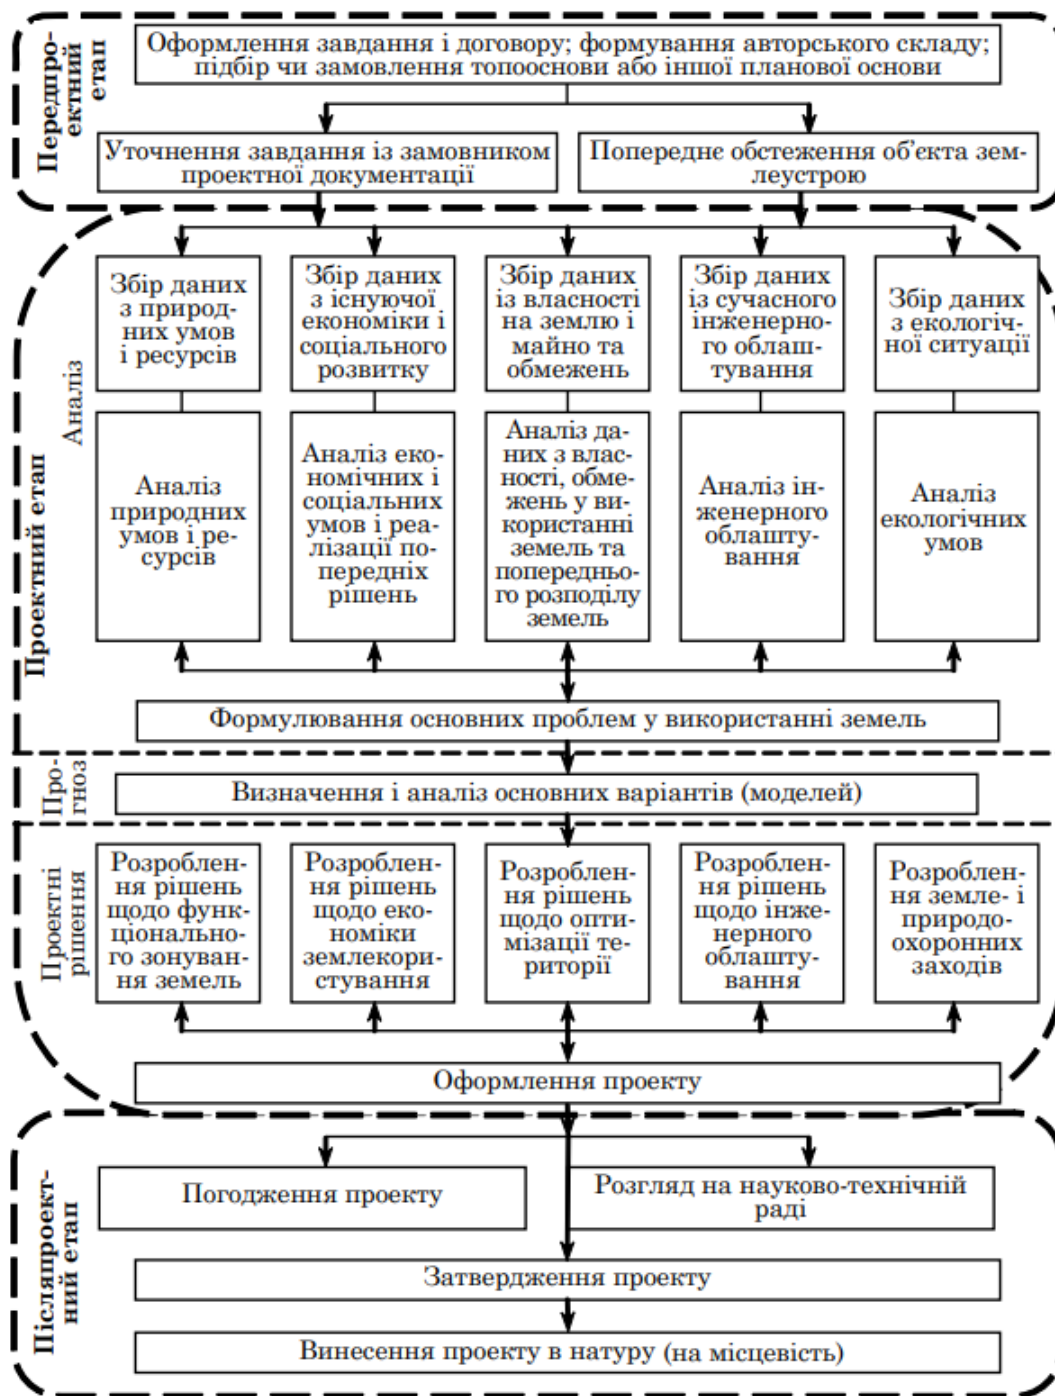 Передпро-
ектний
етап
Оформлення завдання і договору; формування авторського складу;
підбір чи замовлення топооснови або іншої планової основи
Уточнення завдання із замовником
проектної документації
Попереднє обстеження об’єкта зем-
леустрою
Проектний етап
Аналіз
Збір даних
з природ-
них умов
і ресурсів
Збір даних
з існуючої
економіки і
соціального
розвитку
Збір даних
із власності
на землю і
майно та
обмежень
Збір даних
із сучасного
інженерно-
го облаш-
тування
Збір даних
з екологіч-
ної ситуації
Аналіз
природних
умов і ре-
сурсів
Аналіз еко-
номічних і
соціальних
умов і реа-
лізації по-
передніх
рішень
Аналіз да-
них з влас-
ності, обме-
жень у ви-
користанні
земель та
попередньо-
го розподілу
земель
Аналіз ін-
женерного
облашту-
вання
Аналіз
екологічних
умов
Формулювання основних проблем у використанні земель
Про-
гноз
Визначення і аналіз основних варіантів (моделей)
Проектні
рішення
Розроблен-
ня рішень
щодо функ-
ціонально-
го зонуван-
ня земель
Розроблен-
ня рішень
щодо еко-
номіки
землекори-
стування
Розроблен-
ня рішень
щодо опти-
мізації те-
риторії
Розроблен-
ня рішень
щодо інже-
нерного
облашту-
вання
Розроблен-
ня земле- і
природо-
охоронних
заходів
Оформлення проекту
Післяпроект-
ний етап
Погодження проекту
Розгляд на науково-технічній
раді
Затвердження проекту
Винесення проекту в натуру (на місцевість)